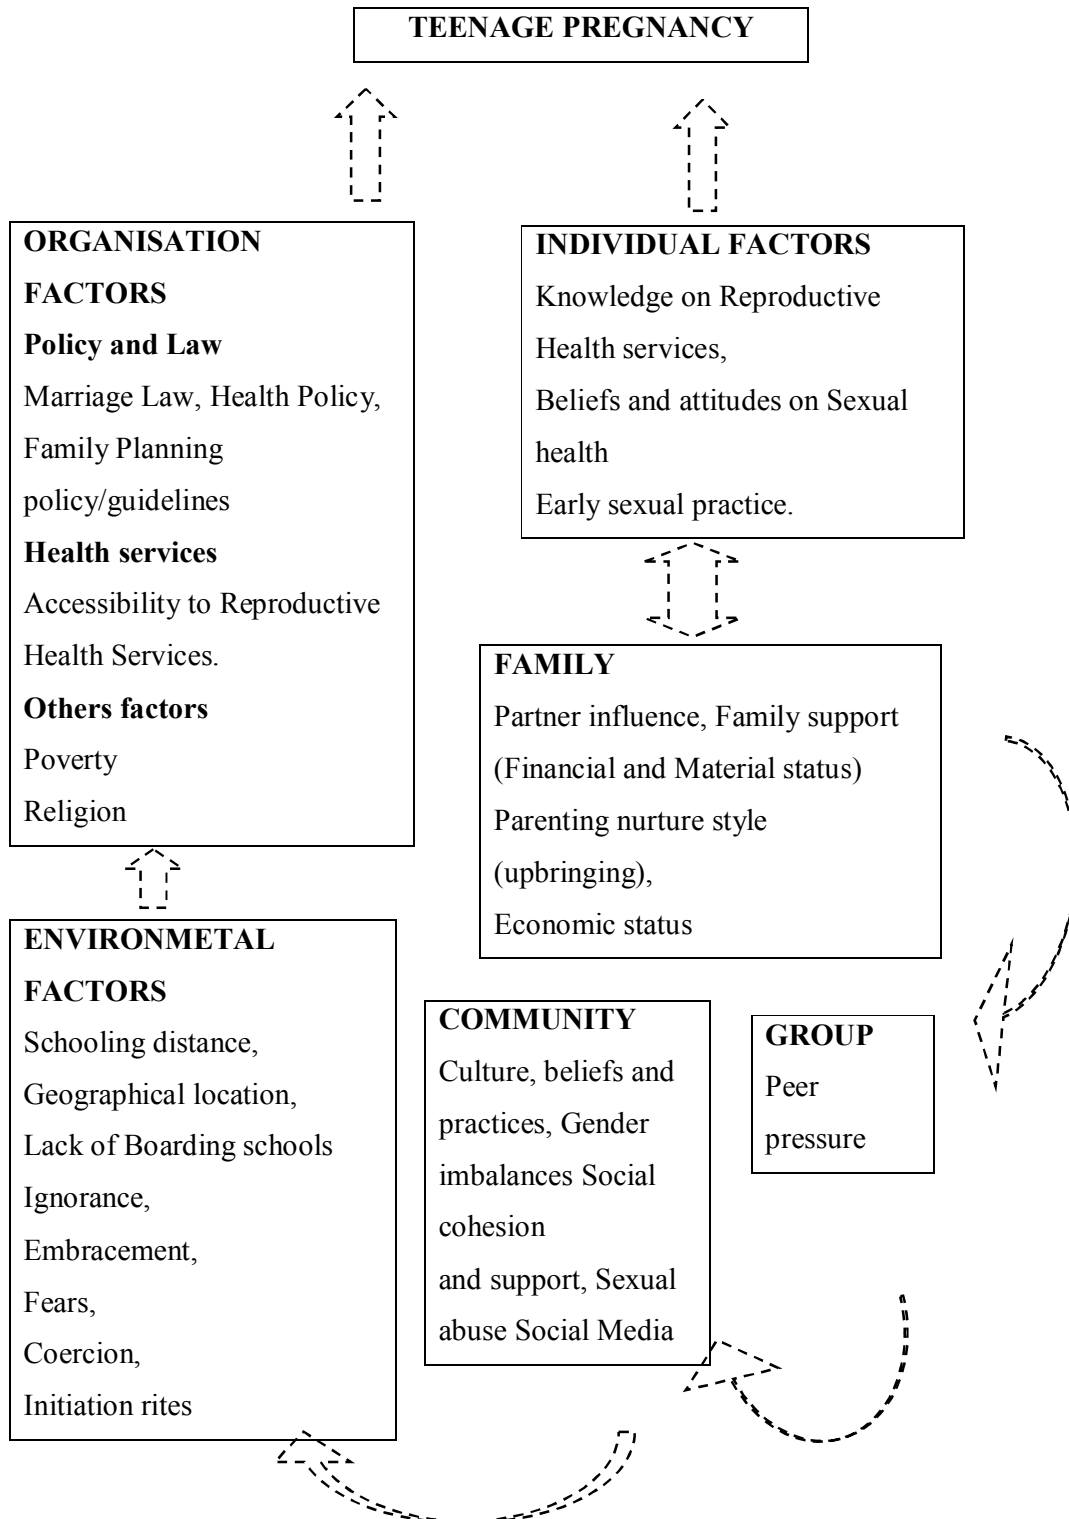 TEENAGE PREGNANCY
ORGANISATION
FACTORS
Policy and Law
Marriage Law, Health Policy,
Family Planning
policy/guidelines
Health services
Accessibility to Reproductive
Health Services.
Others factors
Poverty
Religion
INDIVIDUAL FACTORS
Knowledge on Reproductive
Health services,
Beliefs and attitudes on Sexual
health
Early sexual practice.
FAMILY
Partner influence, Family support
(Financial and Material status)
Parenting nurture style
(upbringing),
Economic status
ENVIRONMETAL
FACTORS
Schooling distance,
Geographical location,
Lack of Boarding schools
Ignorance,
Embracement,
Fears,
Coercion,
Initiation rites
COMMUNITY
Culture, beliefs and
practices, Gender
imbalances Social
cohesion
and support, Sexual
abuse Social Media
GROUP
Peer
pressure